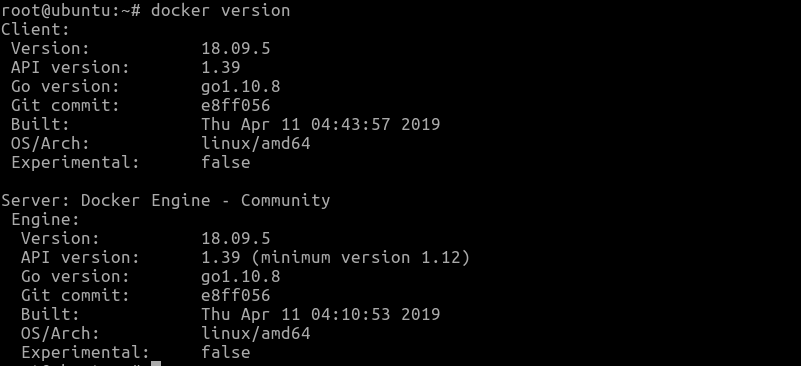 root@ubuntu:~# docker version
Client:
 Version:           18.09.5
 API version:       1.39
 Go version:        go1.10.8
 Git commit:        e8ff056
 Built:             Thu Apr 11 04:43:57 2019
 OS/Arch:           linux/amd64
 Experimental:      false

Server: Docker Engine - Community
 Engine:
  Version:          18.09.5
  API version:      1.39 (minimum version 1.12)
  Go version:       go1.10.8
  Git commit:       e8ff056
  Built:            Thu Apr 11 04:10:53 2019
  OS/Arch:          linux/amd64
  Experimental:     false